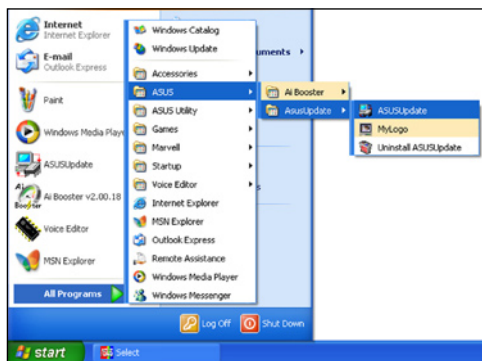 Internet
Internet Explorer
E-mail
Outlook Express
Paint
Windows Media Play
ASUSUpdate
Ai Booster v2.00.18
Voice Editor
MSN Explorer
All Programs
Windows Catalog
Windows Update
Accessories
ASUS
ASUS Utility
Games
Marvell
Startup
Voice Editor
Internet Explorer
MSN Explorer
Outlook Express
Remote Assistance
Windows Media Player
Windows Messenger
uments
s
Ai Booster
AsusUpdate
ASUSUpdate
MyLogo
Uninstall ASUSUpdate
Log Off
Shut Down
start
Select